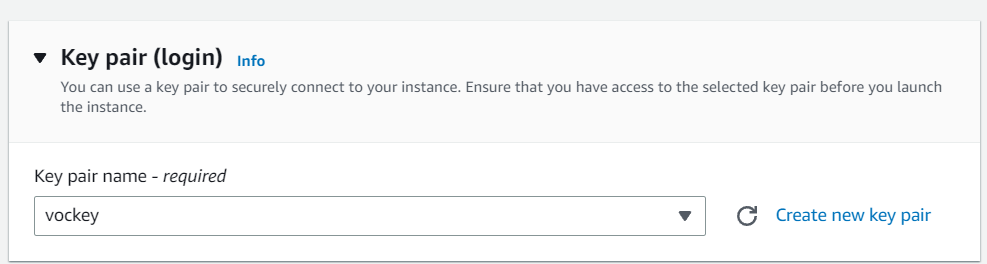 Key pair (login) Info
You can use a key pair to securely connect to your instance. Ensure that you have access to the selected key pair before you launch
the instance.
Key pair name - required
vockey
Create new key pair